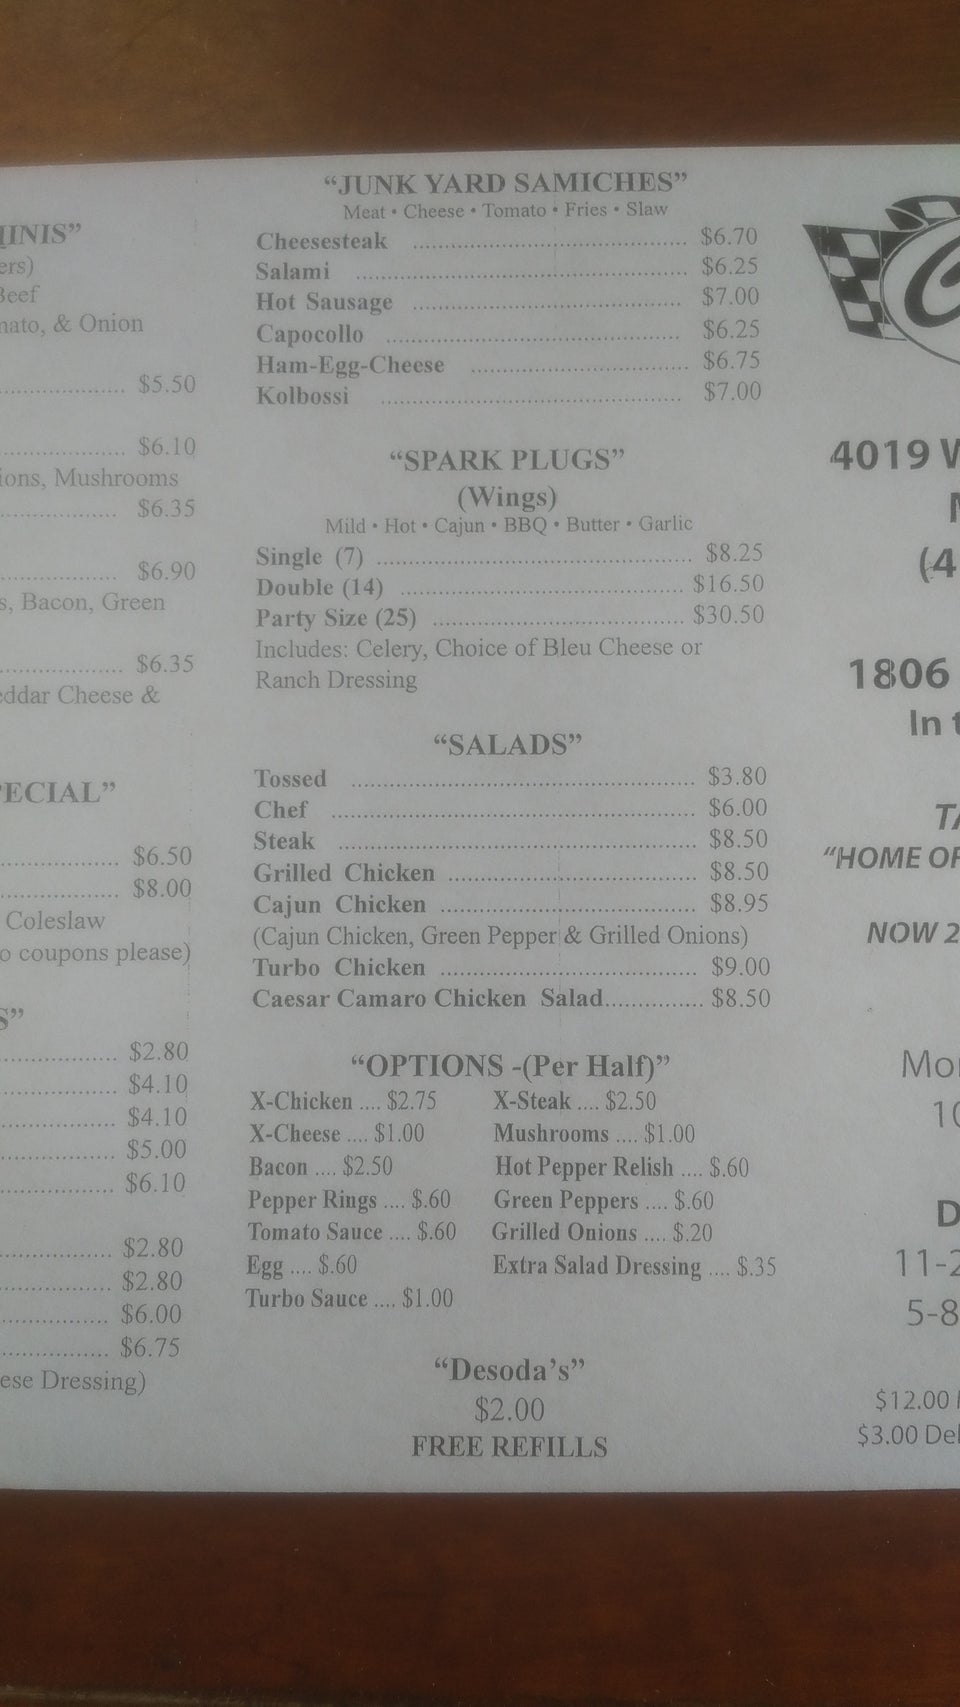 INIS"
ers)
Beef
nato, & Onion
.................... $5.50
.................... $6.10
ions, Mushrooms
.................... $6.35
.................... $6.90
s, Bacon, Green
.................... $6.35
eddar Cheese &
PECIAL"
.................... $6.50
.................... $8.00
Coleslaw
o coupons please)
S"
.................... $2.80
.................... $4.10
.................... $4.10
.................... $5.00
.................... $6.10
.................... $2.80
.................... $2.80
.................... $6.00
.................... $6.75
ese Dressing)
"JUNK YARD SAMICHES"
Meat • Cheese • Tomato • Fries • Slaw
Cheesesteak .................... $6.70
Salami .................... $6.25
Hot Sausage .................... $7.00
Capocollo .................... $6.25
Ham-Egg-Cheese .................... $6.75
Kolbossi .................... $7.00
"SPARK PLUGS"
(Wings)
Mild • Hot • Cajun • BBQ • Butter • Garlic
Single (7) .................... $8.25
Double (14) .................... $16.50
Party Size (25) .................... $30.50
Includes: Celery, Choice of Bleu Cheese or
Ranch Dressing
"SALADS"
Tossed .................... $3.80
Chef .................... $6.00
Steak .................... $8.50
Grilled Chicken .................... $8.50
Cajun Chicken .................... $8.95
(Cajun Chicken, Green Pepper & Grilled Onions)
Turbo Chicken .................... $9.00
Caesar Camaro Chicken Salad............... $8.50
"OPTIONS -(Per Half)"
X-Chicken .... $2.75 X-Steak .... $2.50
X-Cheese .... $1.00 Mushrooms .... $1.00
Bacon .... $2.50 Hot Pepper Relish .... $.60
Pepper Rings .... $.60 Green Peppers .... $.60
Tomato Sauce .... $.60 Grilled Onions .... $.20
Egg .... $.60 Extra Salad Dressing .... $.35
Turbo Sauce .... $1.00
"Desoda's"
$2.00
FREE REFILLS
C
4019 W
(4
1806
In t
TA
"HOME OF
NOW 2
Mon
10
D
11-2
5-8
$12.00
$3.00 Del